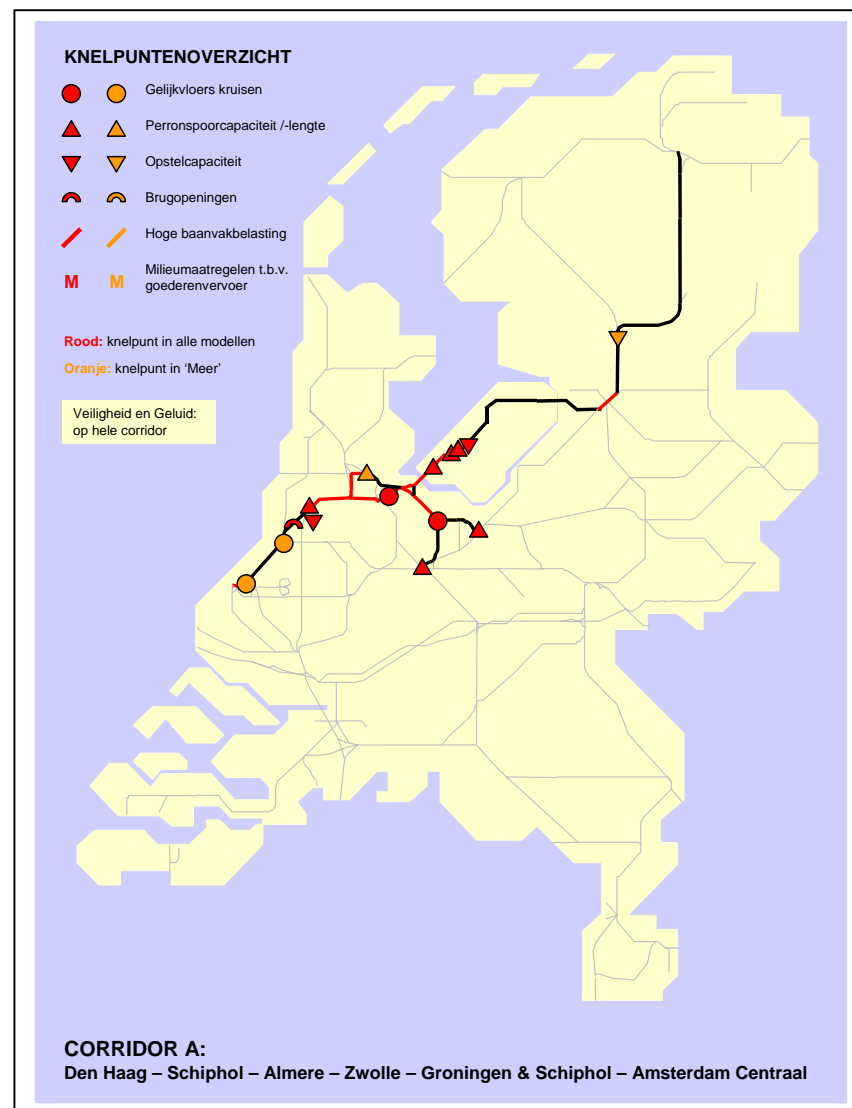 KNELPUNTENOVERZICHT
Gelijkvloers kruisen
Perronspoorcapaciteit /-lengte
Opstelcapaciteit
Brugopeningen
Hoge baanvakbelasting
M M Milieumaatregelen t.b.v.
goederenvervoer
Rood: knelpunt in alle modellen
Oranje: knelpunt in ‘Meer’
Veiligheid en Geluid:
op hele corridor
CORRIDOR A:
Den Haag – Schiphol – Almere – Zwolle – Groningen & Schiphol – Amsterdam Centraal